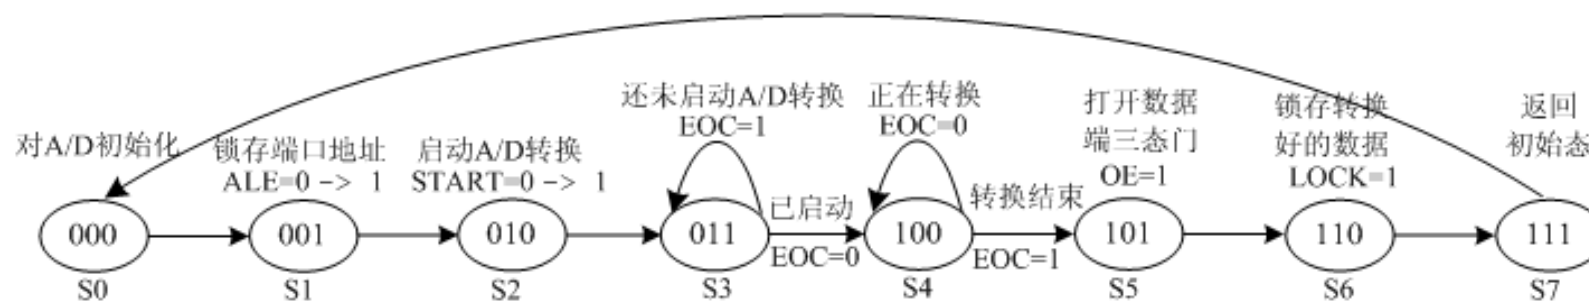 对A/D初始化
000
S0
锁存端口地址
ALE=0 -> 1
001
S1
启动A/D转换
START=0 -> 1
010
S2
还未启动A/D转换
EOC=1
011
S3
已启动
EOC=0
正在转换
EOC=0
100
S4
转换结束
EOC=1
打开数据
端三态门
OE=1
101
S5
锁存转换
好的数据
LOCK=1
110
S6
返回
初始态
111
S7